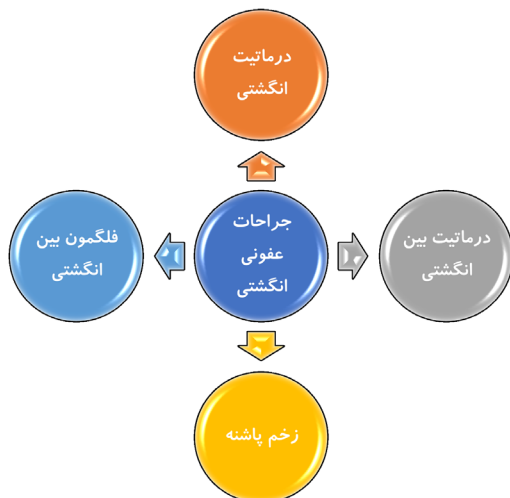 درماتیت
انگشتی
جراحات
عفونی
انگشتی
درماتیت بین
انگشتی
فلگمون بین
انگشتی
زخم پاشنه